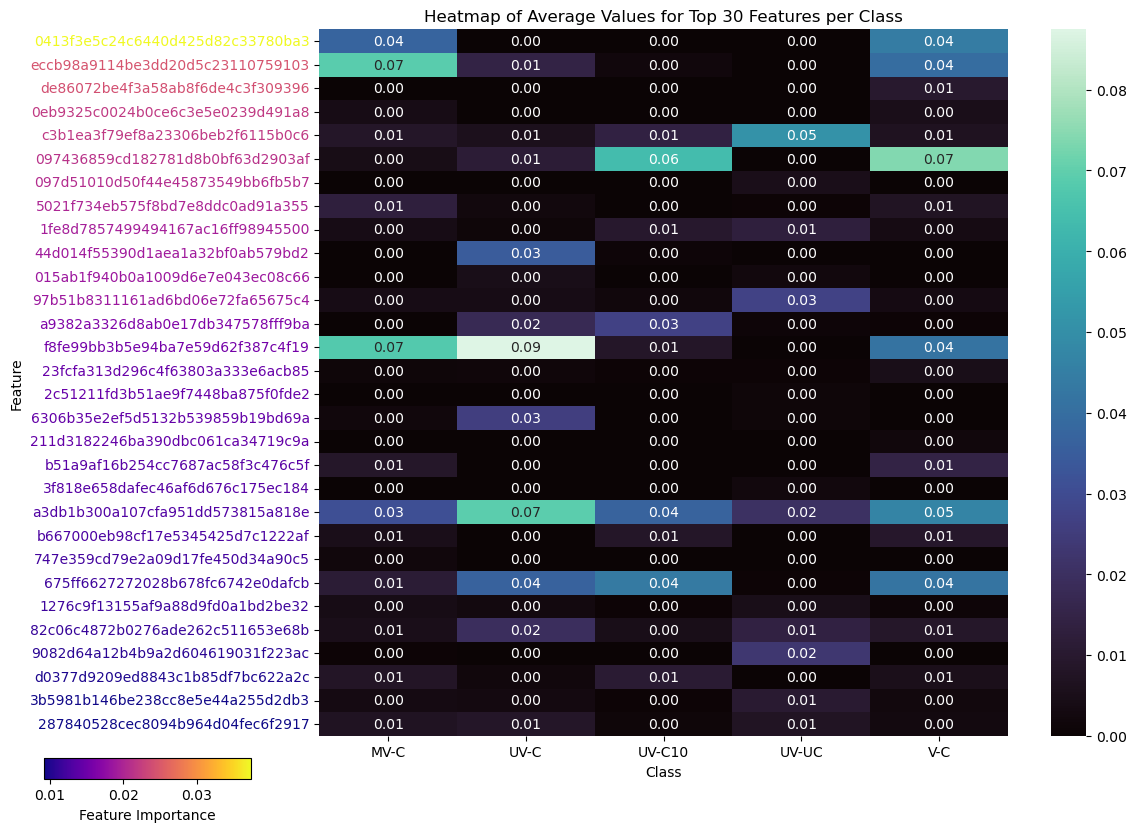 Heatmap of Average Values for Top 30 Features per Class
Feature
0413f3e5c24c6440d425d82c33780ba3 0.04 0.00 0.00 0.00 0.04
eccb98a9114be3dd20d5c23110759103 0.07 0.01 0.00 0.00 0.04
de86072be4f3a58ab8f6de4c3f309396 0.00 0.00 0.00 0.00 0.01
0eb9325c0024b0ce6c3e5e0239d491a8 0.00 0.00 0.00 0.00 0.00
c3b1ea3f79ef8a23306beb2f6115b0c6 0.01 0.01 0.01 0.05 0.01
097436859cd182781d8b0bf63d2903af 0.00 0.01 0.06 0.00 0.07
097d51010d50f44e45873549bb6fb5b7 0.00 0.00 0.00 0.00 0.00
5021f734eb575f8bd7e8ddc0ad91a355 0.01 0.00 0.00 0.00 0.01
1fe8d7857499494167ac16ff98945500 0.00 0.00 0.01 0.01 0.00
44d014f55390d1aea1a32bf0ab579bd2 0.00 0.03 0.00 0.00 0.00
015ab1f940b0a1009d6e7e043ec08c66 0.00 0.00 0.00 0.00 0.00
97b51b8311161ad6bd06e72fa65675c4 0.00 0.00 0.00 0.03 0.00
a9382a3326d8ab0e17db347578fff9ba 0.00 0.02 0.03 0.00 0.00
f8fe99bb3b5e94ba7e59d62f387c4f19 0.07 0.09 0.01 0.00 0.04
23fcfa313d296c4f63803a333e6acb85 0.00 0.00 0.00 0.00 0.00
2c51211fd3b51ae9f7448ba875f0fde2 0.00 0.00 0.00 0.00 0.00
6306b35e2ef5d5132b539859b19bd69a 0.00 0.03 0.00 0.00 0.00
211d3182246ba390dbc061ca34719c9a 0.00 0.00 0.00 0.00 0.00
b51a9af16b254cc7687ac58f3c476c5f 0.01 0.00 0.00 0.00 0.01
3f818e658dafec46af6d676c175ec184 0.00 0.00 0.00 0.00 0.00
a3db1b300a107cfa951dd573815a818e 0.03 0.07 0.04 0.02 0.05
b667000eb98cf17e5345425d7c1222af 0.01 0.00 0.01 0.00 0.01
747e359cd79e2a09d17fe450d34a90c5 0.00 0.00 0.00 0.00 0.00
675ff6627272028b678fc6742e0dafcb 0.01 0.04 0.04 0.00 0.04
1276c9f13155af9a88d9fd0a1bd2be32 0.00 0.00 0.00 0.00 0.00
82c06c4872b0276ade262c511653e68b 0.01 0.02 0.00 0.01 0.01
9082d64a12b4b9a2d604619031f223ac 0.00 0.00 0.00 0.02 0.00
d0377d9209ed8843c1b85df7bc622a2c 0.01 0.00 0.01 0.00 0.01
3b5981b146be238cc8e5e44a255d2db3 0.00 0.00 0.00 0.01 0.00
287840528cec8094b964d04fec6f2917 0.01 0.01 0.00 0.01 0.00
MV-C UV-C UV-C10 UV-UC V-C
Class
0.08
0.07
0.06
0.05
0.04
0.03
0.02
0.01
0.00
0.01 0.02 0.03
Feature Importance